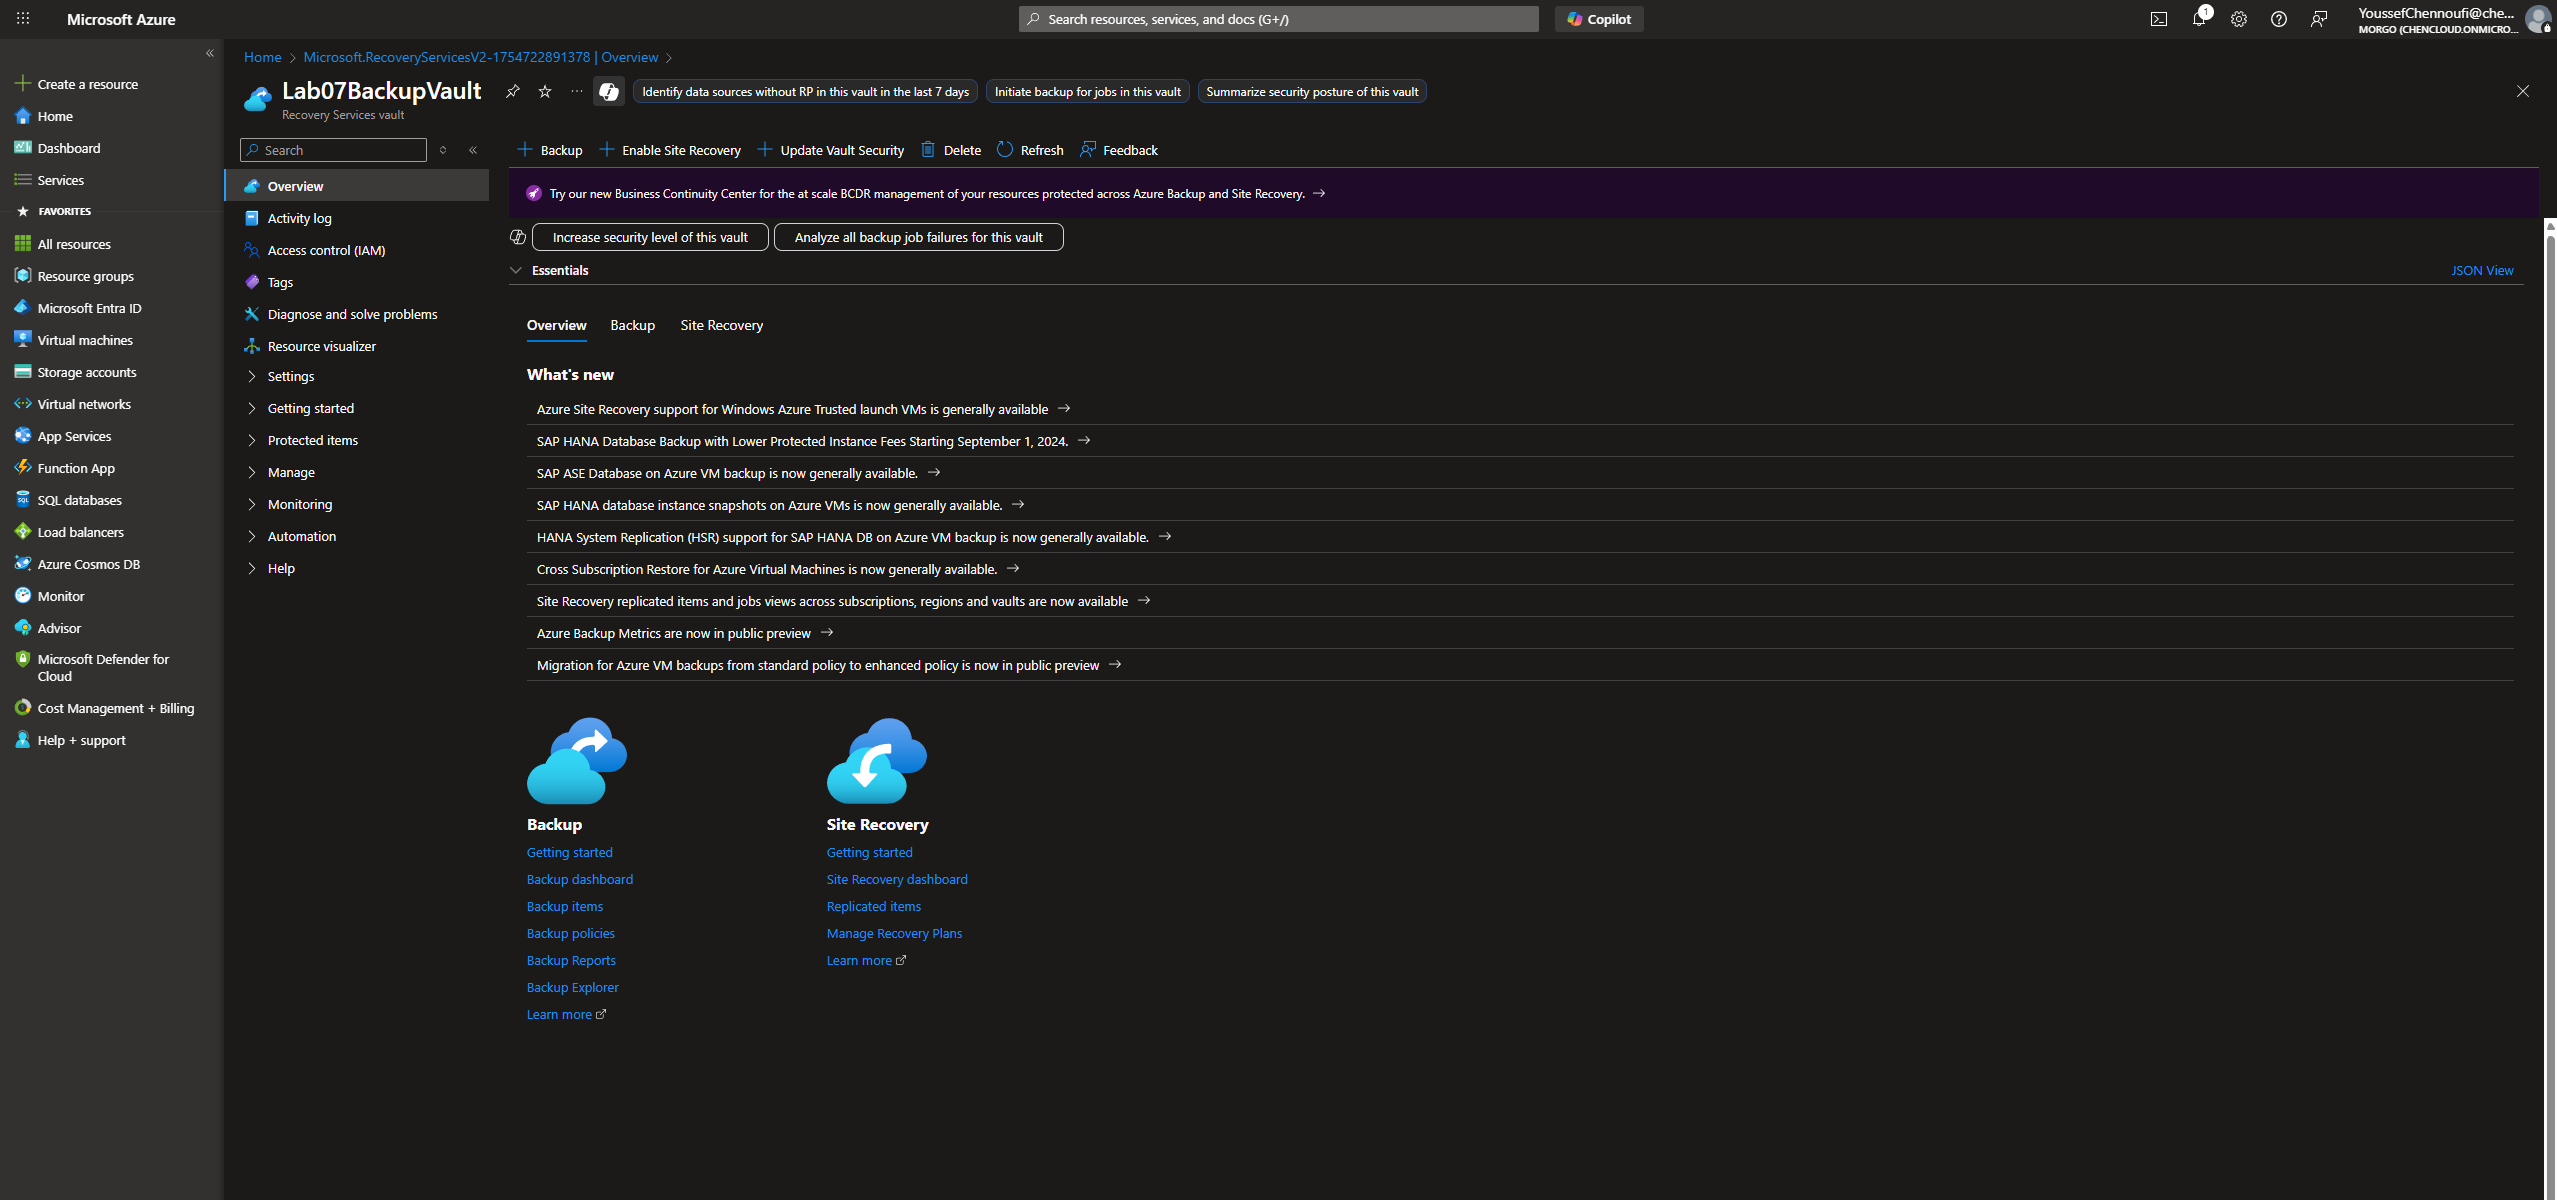 Microsoft Azure
Search resources, services, and docs (G+/)
Copilot
1
YoussefChennoufi@che...
MORGO (CHENCLOUD.ONMICRO...
Create a resource
Home
Dashboard
Services
FAVORITES
All resources
Resource groups
Microsoft Entra ID
Virtual machines
Storage accounts
Virtual networks
App Services
Function App
SQL databases
Load balancers
Azure Cosmos DB
Monitor
Advisor
Microsoft Defender for
Cloud
Cost Management + Billing
Help + support
Home > Microsoft.RecoveryServicesV2-1754722891378 | Overview >
Lab07BackupVault
Recovery Services vault
Identify data sources without RP in this vault in the last 7 days
Initiate backup for jobs in this vault
Summarize security posture of this vault
Search
Overview
Activity log
Access control (IAM)
Tags
Diagnose and solve problems
Resource visualizer
Settings
Getting started
Protected items
Manage
Monitoring
Automation
Help
Backup
Enable Site Recovery
Update Vault Security
Delete
Refresh
Feedback
Try our new Business Continuity Center for the at scale BCDR management of your resources protected across Azure Backup and Site Recovery. →
Increase security level of this vault
Analyze all backup job failures for this vault
Essentials
JSON View
Overview
Backup
Site Recovery
What's new
Azure Site Recovery support for Windows Azure Trusted launch VMs is generally available →
SAP HANA Database Backup with Lower Protected Instance Fees Starting September 1, 2024. →
SAP ASE Database on Azure VM backup is now generally available. →
SAP HANA database instance snapshots on Azure VMs is now generally available. →
HANA System Replication (HSR) support for SAP HANA DB on Azure VM backup is now generally available. →
Cross Subscription Restore for Azure Virtual Machines is now generally available. →
Site Recovery replicated items and jobs views across subscriptions, regions and vaults are now available →
Azure Backup Metrics are now in public preview →
Migration for Azure VM backups from standard policy to enhanced policy is now in public preview →
Backup
Getting started
Backup dashboard
Backup items
Backup policies
Backup Reports
Backup Explorer
Learn more
Site Recovery
Getting started
Site Recovery dashboard
Replicated items
Manage Recovery Plans
Learn more